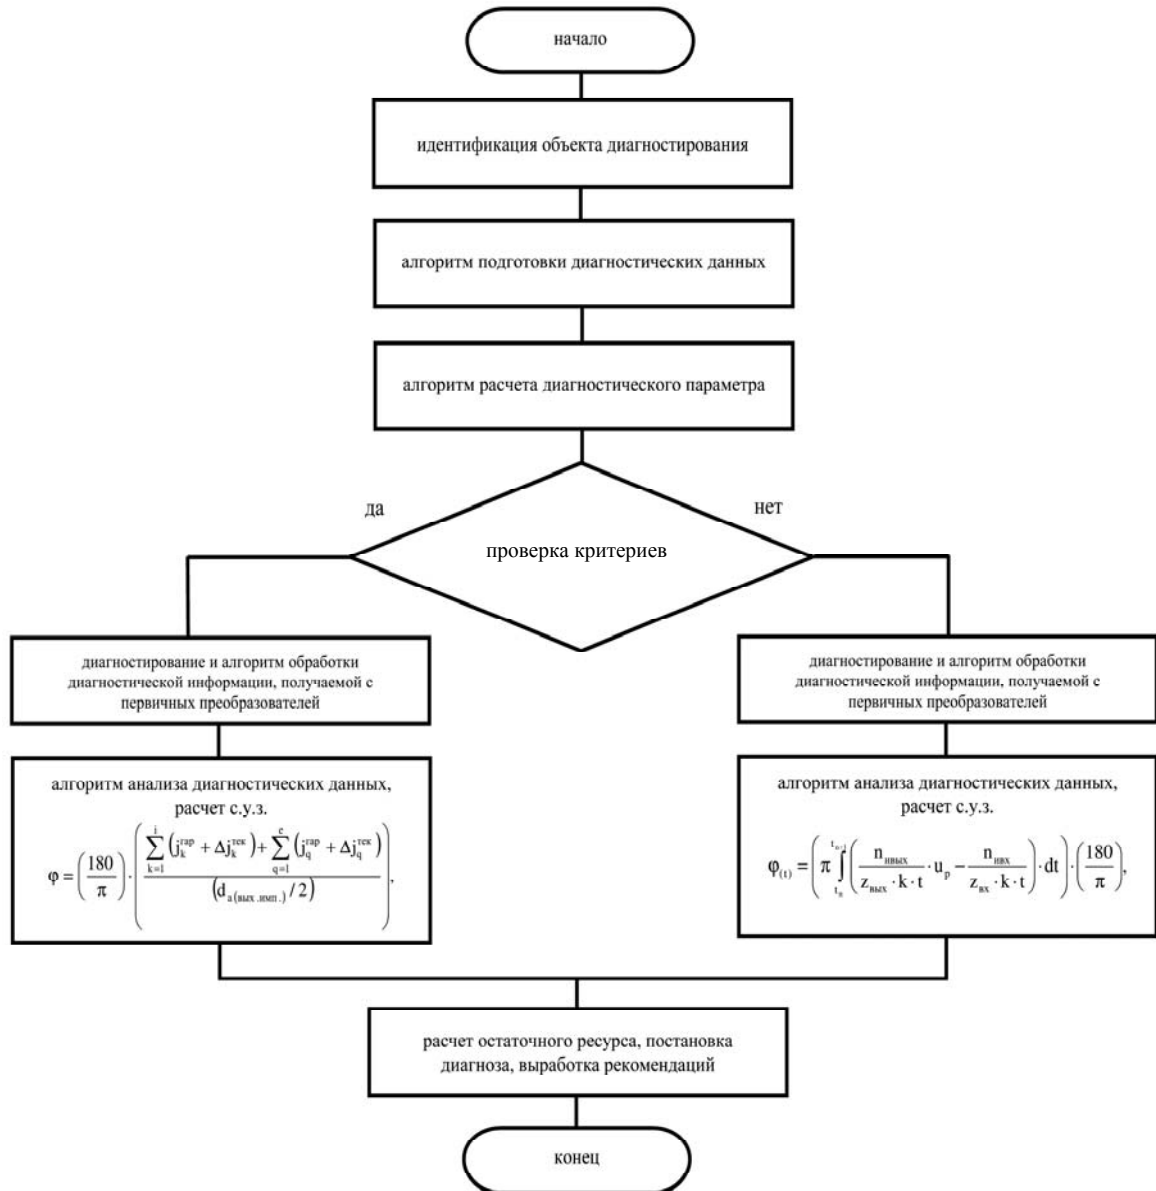 начало
идентификация объекта диагностирования
алгоритм подготовки диагностических данных
алгоритм расчета диагностического параметра
да
нет
проверка критериев
диагностирование и алгоритм обработки
диагностической информации, получаемой с
первичных преобразователей
диагностирование и алгоритм обработки
диагностической информации, получаемой с
первичных преобразователей
алгоритм анализа диагностических данных,
расчет с.у.з.
φ = (180/π) · ( (∑_{k=1}^{i} (j_k^{гар} + Δj_k^{тек}) + ∑_{q=1}^{e} (j_q^{гар} + Δj_q^{тек})) / (d_{a(вых.имп.)}/2) ),
алгоритм анализа диагностических данных,
расчет с.у.з.
φ_{(t)} = ( π ∫_{t_n}^{t_{n+1}} ( n_{ивых}/(z_{вых}·k·t) · u_p − n_{ивх}/(z_{вх}·k·t) ) · dt ) · (180/π),
расчет остаточного ресурса, постановка
диагноза, выработка рекомендаций
конец